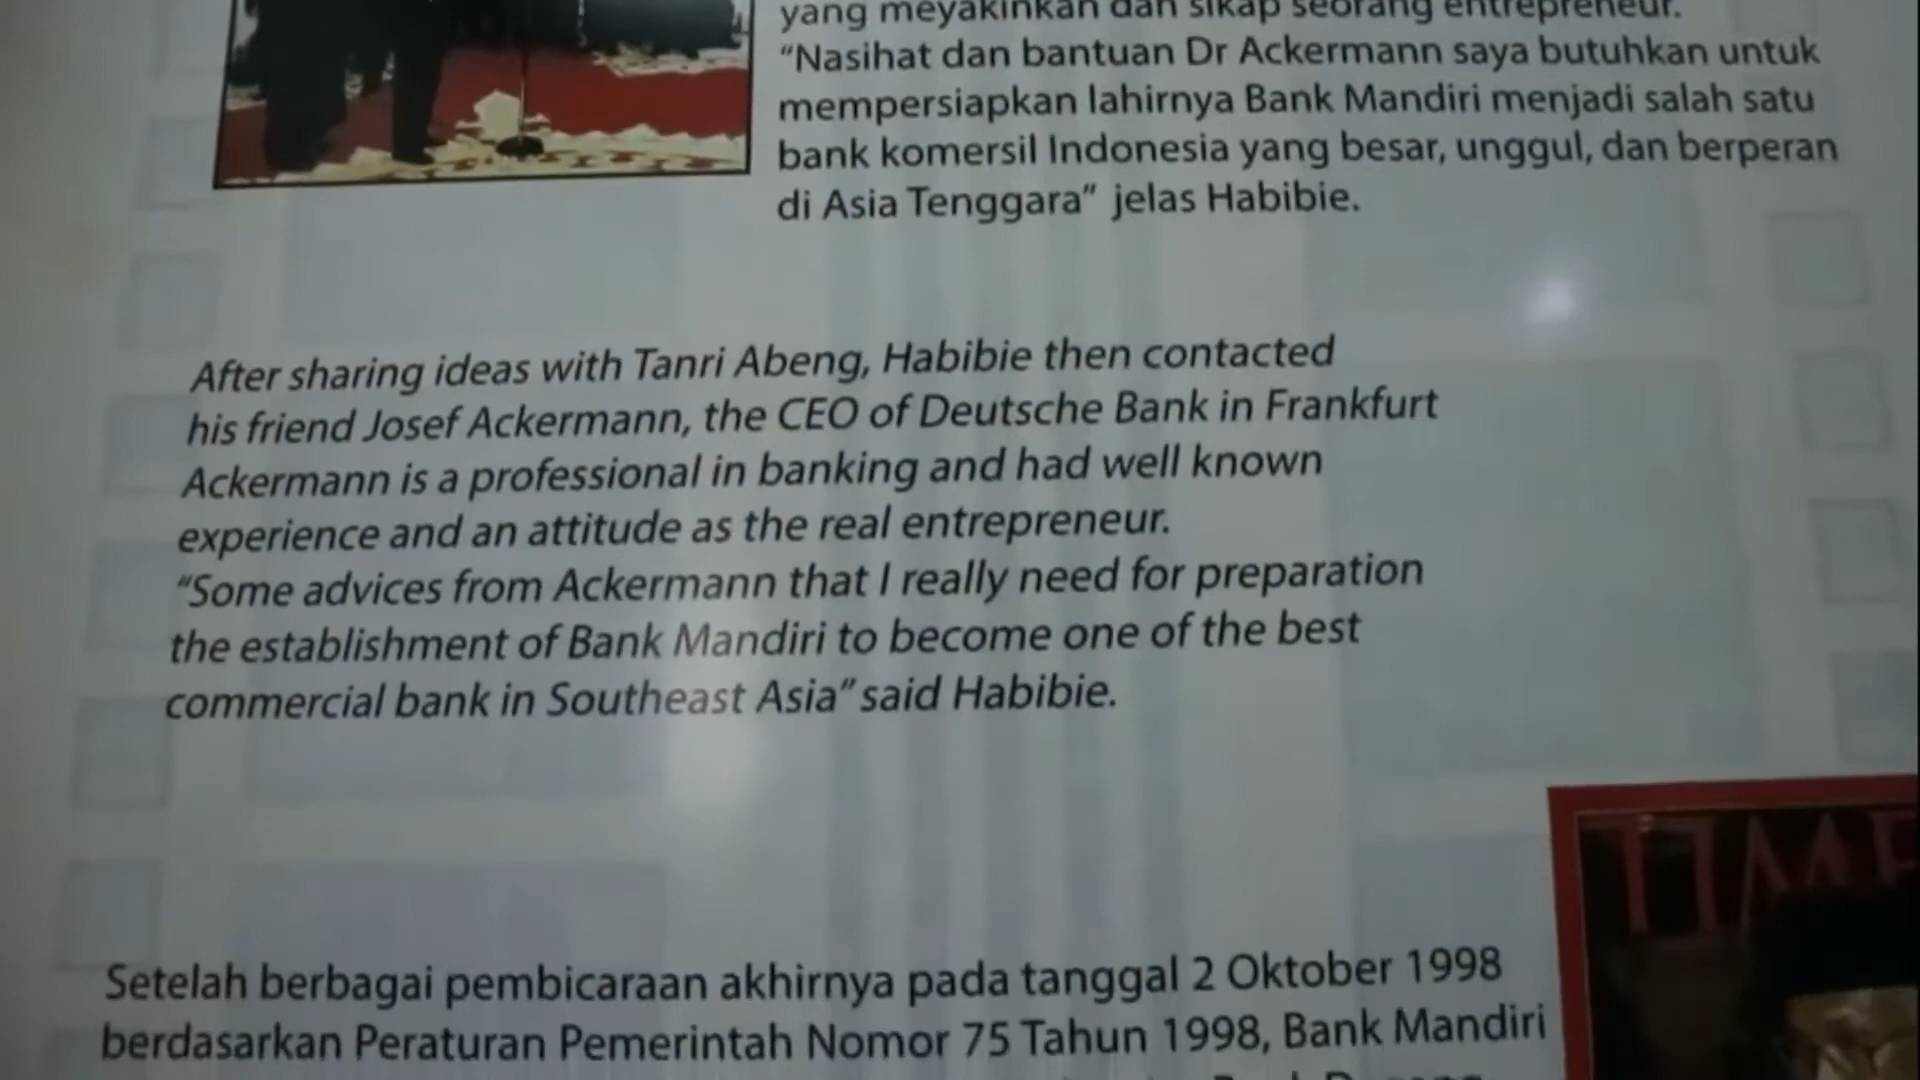 yang meyakinkan dan sikap seorang entrepreneur.
“Nasihat dan bantuan Dr Ackermann saya butuhkan untuk
mempersiapkan lahirnya Bank Mandiri menjadi salah satu
bank komersil Indonesia yang besar, unggul, dan berperan
di Asia Tenggara” jelas Habibie.
After sharing ideas with Tanri Abeng, Habibie then contacted
his friend Josef Ackermann, the CEO of Deutsche Bank in Frankfurt
Ackermann is a professional in banking and had well known
experience and an attitude as the real entrepreneur.
“Some advices from Ackermann that I really need for preparation
the establishment of Bank Mandiri to become one of the best
commercial bank in Southeast Asia” said Habibie.
TIME
Setelah berbagai pembicaraan akhirnya pada tanggal 2 Oktober 1998
berdasarkan Peraturan Pemerintah Nomor 75 Tahun 1998, Bank Mandiri